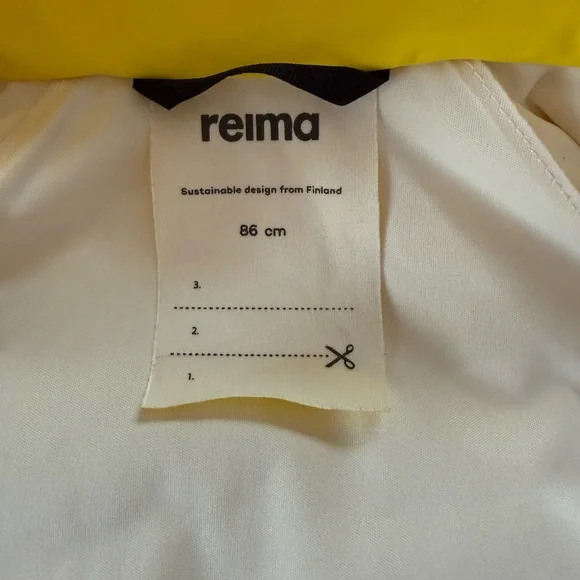 reima
Sustainable design from Finland
86 cm
3.
2.
1.